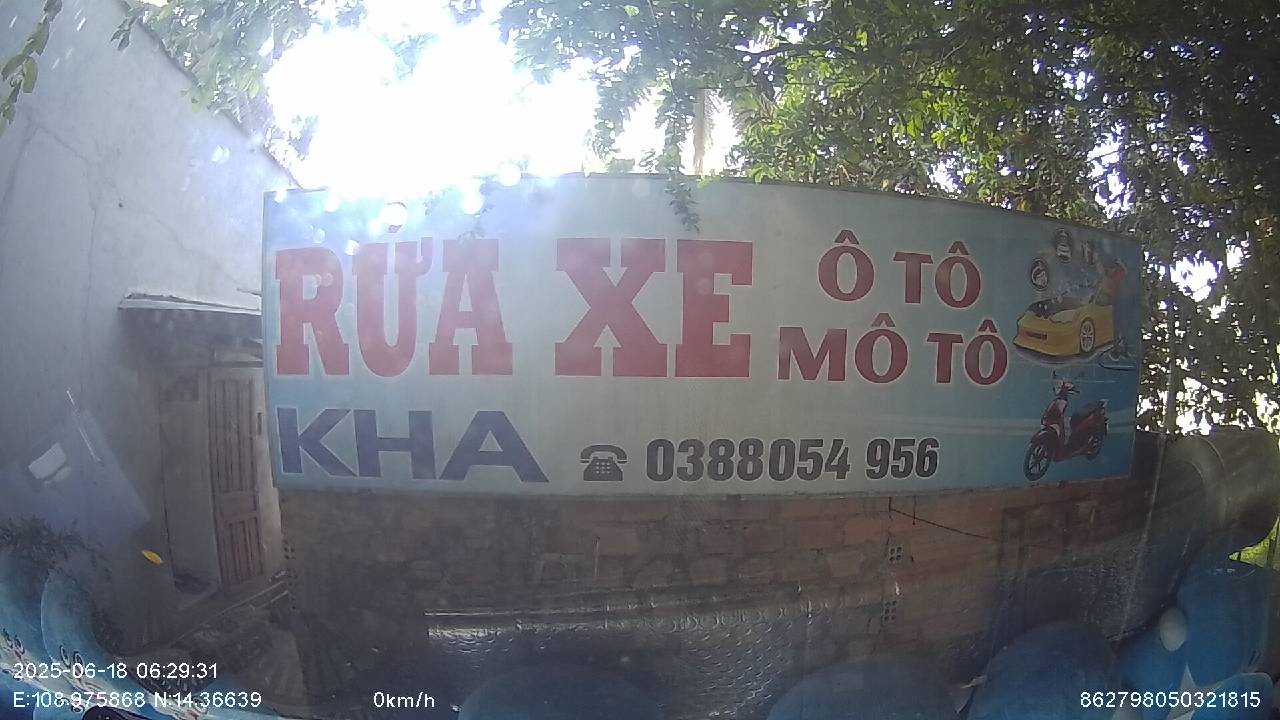 RỬA XE
Ô TÔ
MÔ TÔ
KHA
0388054 956
2025-06-18 06:29:31
E:108.975868 N:14.36639
0km/h
862798050321815